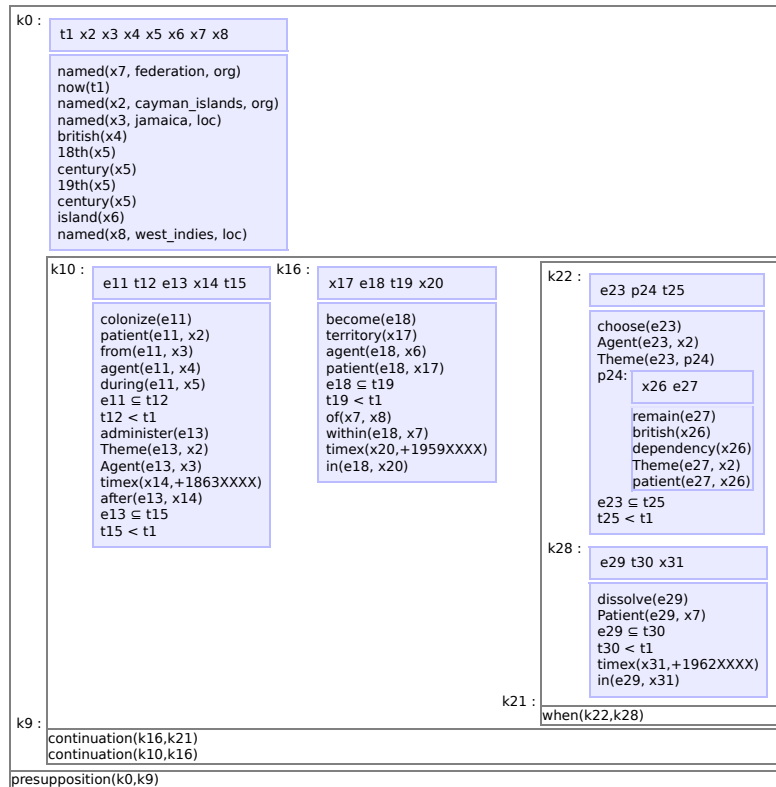 k0 :
t1 x2 x3 x4 x5 x6 x7 x8
named(x7, federation, org)
now(t1)
named(x2, cayman_islands, org)
named(x3, jamaica, loc)
british(x4)
18th(x5)
century(x5)
19th(x5)
century(x5)
island(x6)
named(x8, west_indies, loc)
k10 :
e11 t12 e13 x14 t15
colonize(e11)
patient(e11, x2)
from(e11, x3)
agent(e11, x4)
during(e11, x5)
e11 ⊆ t12
t12 < t1
administer(e13)
Theme(e13, x2)
Agent(e13, x3)
timex(x14,+1863XXXX)
after(e13, x14)
e13 ⊆ t15
t15 < t1
k16 :
x17 e18 t19 x20
become(e18)
territory(x17)
agent(e18, x6)
patient(e18, x17)
e18 ⊆ t19
t19 < t1
of(x7, x8)
within(e18, x7)
timex(x20,+1959XXXX)
in(e18, x20)
k22 :
e23 p24 t25
choose(e23)
Agent(e23, x2)
Theme(e23, p24)
p24:
x26 e27
remain(e27)
british(x26)
dependency(x26)
Theme(e27, x2)
patient(e27, x26)
e23 ⊆ t25
t25 < t1
k28 :
e29 t30 x31
dissolve(e29)
Patient(e29, x7)
e29 ⊆ t30
t30 < t1
timex(x31,+1962XXXX)
in(e29, x31)
k21 :
when(k22,k28)
k9 :
continuation(k16,k21)
continuation(k10,k16)
presupposition(k0,k9)